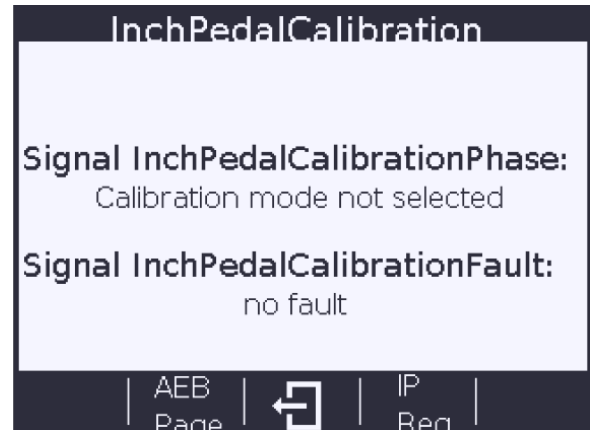 InchPedalCalibration
Signal InchPedalCalibrationPhase:
Calibration mode not selected
Signal InchPedalCalibrationFault:
no fault
AEB
Page
IP
Req